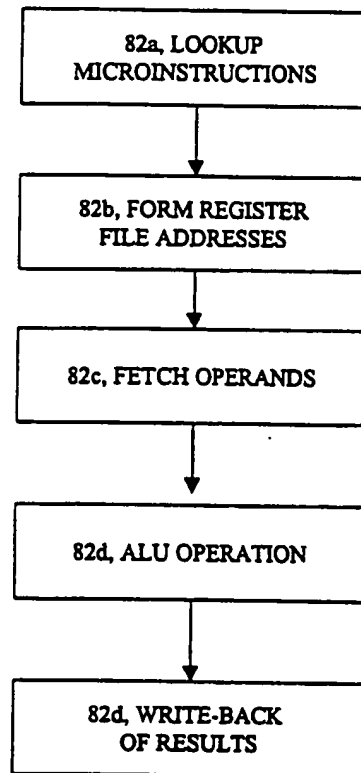 82a, LOOKUP
MICROINSTRUCTIONS
82b, FORM REGISTER
FILE ADDRESSES
82c, FETCH OPERANDS
82d, ALU OPERATION
82d, WRITE-BACK
OF RESULTS